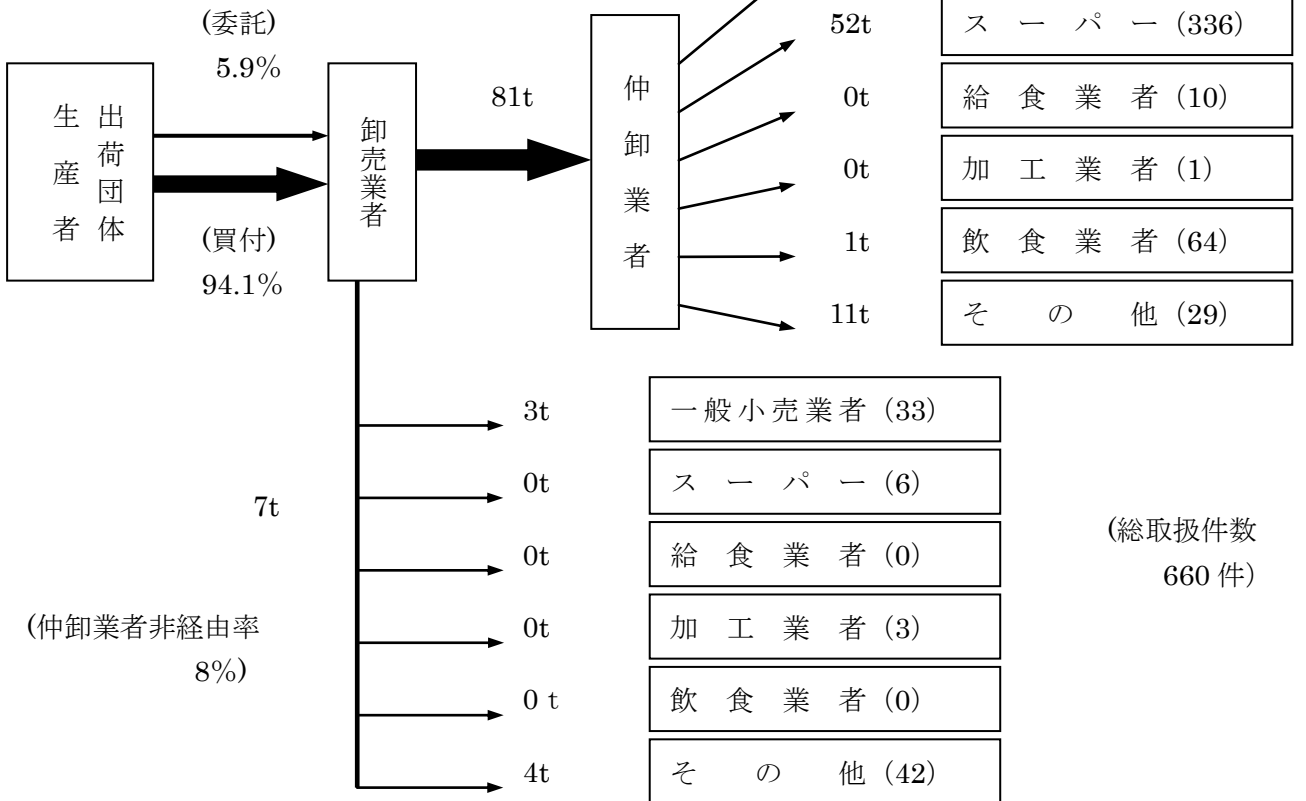 (委託)
5.9%
生産者
出荷団体
(買付)
94.1%
卸売業者
81t
仲卸業者
52t
スーパー (336)
0t
給食業者 (10)
0t
加工業者 (1)
1t
飲食業者 (64)
11t
その他 (29)
7t
(仲卸業者非経由率
8%)
3t
一般小売業者 (33)
0t
スーパー (6)
0t
給食業者 (0)
0t
加工業者 (3)
0 t
飲食業者 (0)
4t
その他 (42)
(総取扱件数
660 件)